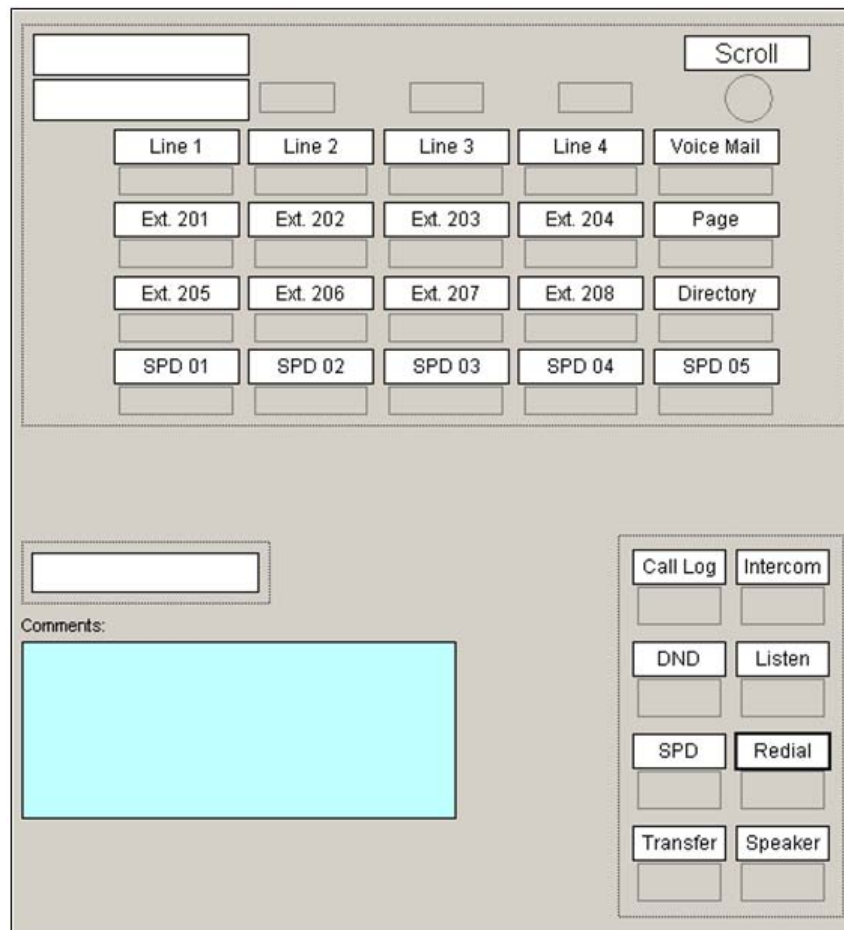 Scroll
Line 1 Line 2 Line 3 Line 4 Voice Mail
Ext. 201 Ext. 202 Ext. 203 Ext. 204 Page
Ext. 205 Ext. 206 Ext. 207 Ext. 208 Directory
SPD 01 SPD 02 SPD 03 SPD 04 SPD 05
Comments:
Call Log Intercom
DND Listen
SPD Redial
Transfer Speaker